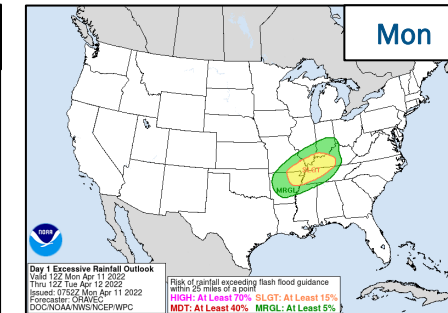 Mon
SLGT
MRGL
NOAA
Day 1 Excessive Rainfall Outlook
Valid 12Z Mon Apr 11 2022
Thru 12Z Tue Apr 12 2022
Issued: 0752Z Mon Apr 11 2022
Forecaster: ORAVEC
DOC/NOAA/NWS/NCEP/WPC
Risk of rainfall exceeding flash flood guidance
within 25 miles of a point
HIGH: At Least 70% SLGT: At Least 15%
MDT: At Least 40% MRGL: At Least 5%